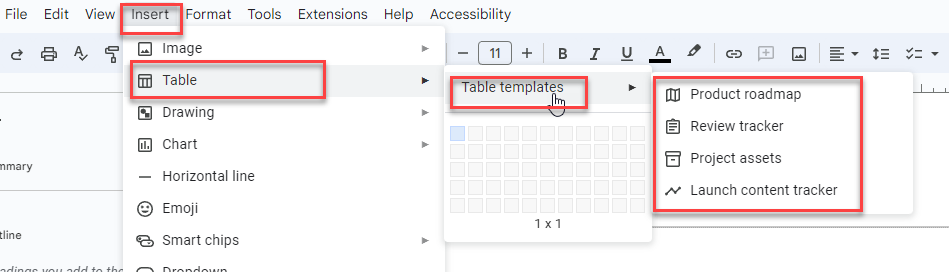 File Edit View Insert Format Tools Extensions Help Accessibility
11 B I U A
Image
Table
Drawing
Chart
Horizontal line
Emoji
Smart chips
Dropdown
Table templates
1 x 1
Product roadmap
Review tracker
Project assets
Launch content tracker
mmary
tline
adings you add to the